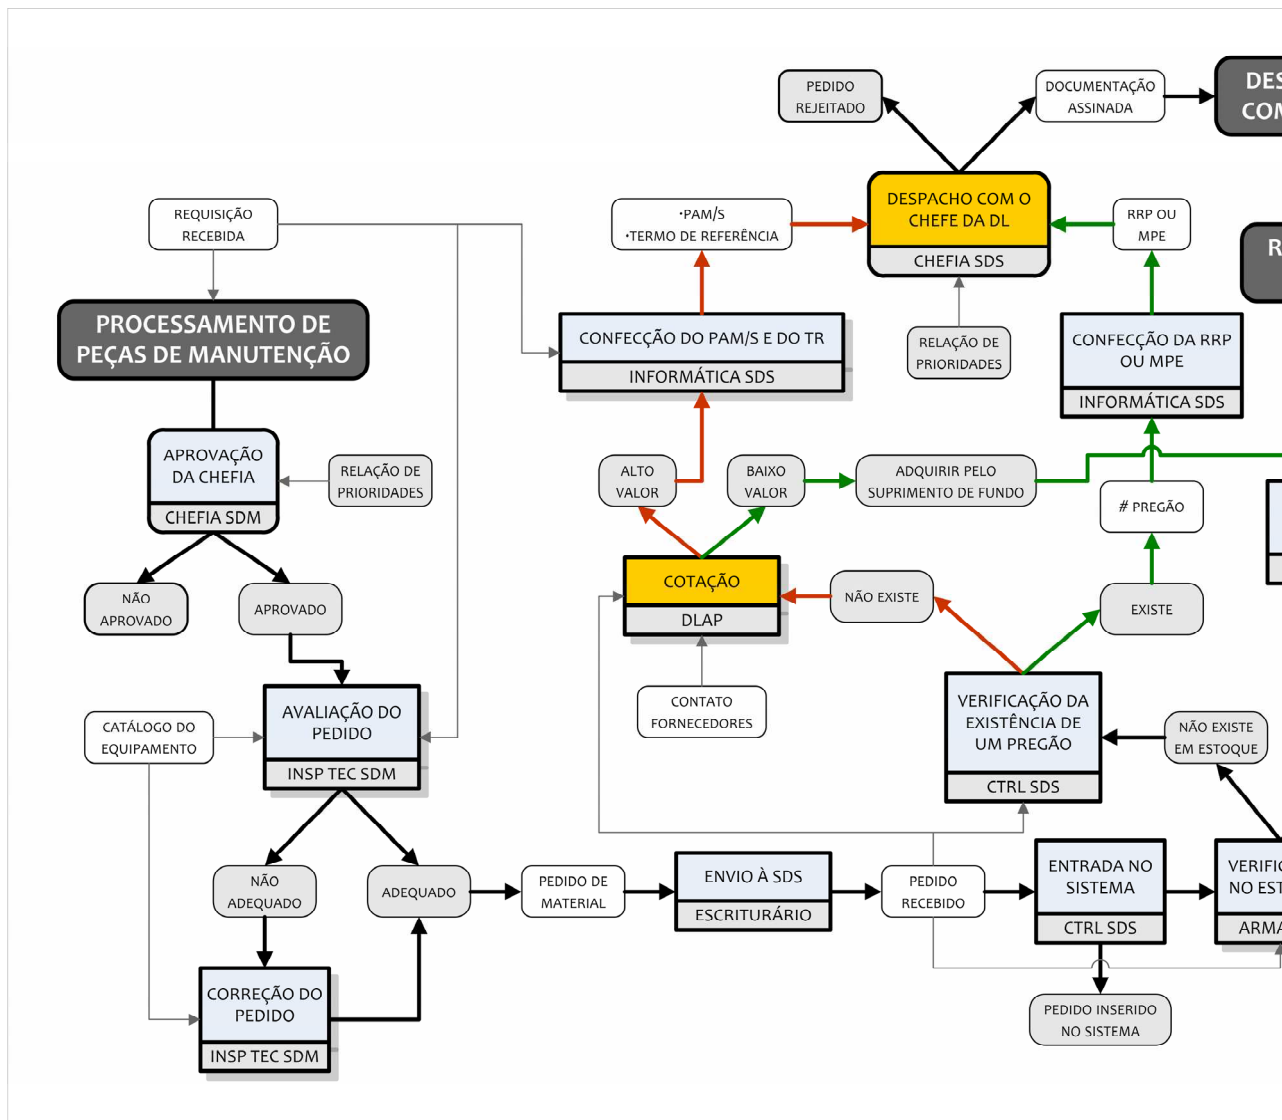 PEDIDO
REJEITADO
DOCUMENTAÇÃO
ASSINADA
REQUISIÇÃO
RECEBIDA
•PAM/S
•TERMO DE REFERÊNCIA
DESPACHO COM O
CHEFE DA DL
CHEFIA SDS
RRP OU
MPE
PROCESSAMENTO DE
PEÇAS DE MANUTENÇÃO
CONFECÇÃO DO PAM/S E DO TR
INFORMÁTICA SDS
RELAÇÃO DE
PRIORIDADES
CONFECÇÃO DA RRP
OU MPE
INFORMÁTICA SDS
APROVAÇÃO
DA CHEFIA
CHEFIA SDM
RELAÇÃO DE
PRIORIDADES
ALTO
VALOR
BAIXO
VALOR
ADQUIRIR PELO
SUPRIMENTO DE FUNDO
# PREGÃO
NÃO
APROVADO
APROVADO
COTAÇÃO
DLAP
NÃO EXISTE
EXISTE
CONTATO
FORNECEDORES
CATÁLOGO DO
EQUIPAMENTO
AVALIAÇÃO DO
PEDIDO
INSP TEC SDM
VERIFICAÇÃO DA
EXISTÊNCIA DE
UM PREGÃO
CTRL SDS
NÃO EXISTE
EM ESTOQUE
NÃO
ADEQUADO
ADEQUADO
PEDIDO DE
MATERIAL
ENVIO À SDS
ESCRITURÁRIO
PEDIDO
RECEBIDO
ENTRADA NO
SISTEMA
CTRL SDS
NO
CORREÇÃO DO
PEDIDO
INSP TEC SDM
PEDIDO INSERIDO
NO SISTEMA